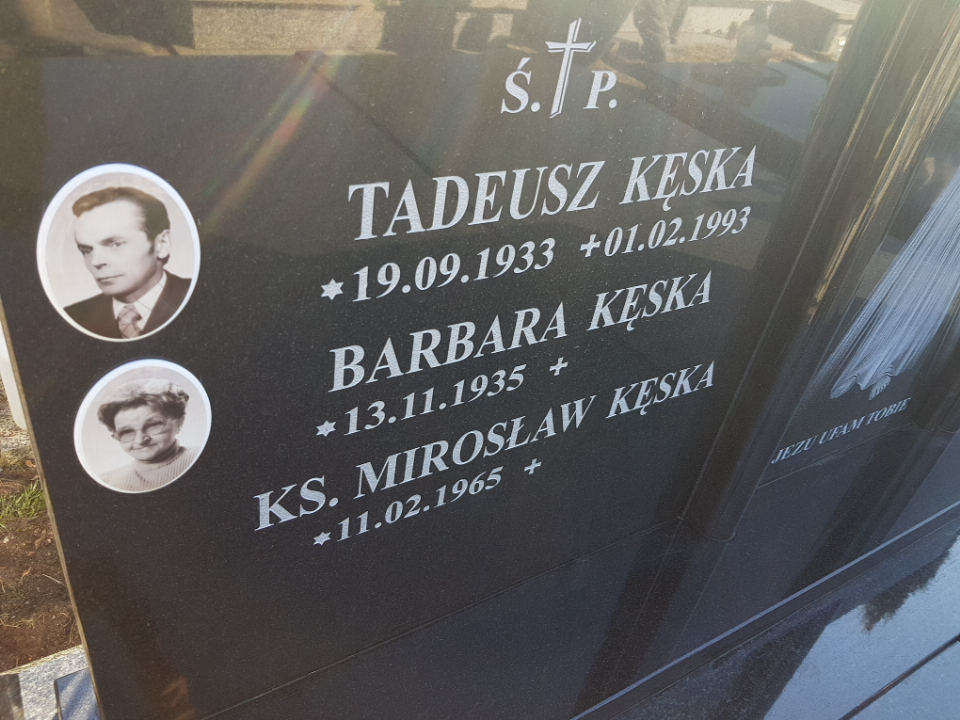 Ś. P.
TADEUSZ KĘSKA
*19.09.1933 +01.02.1993
BARBARA KĘSKA
*13.11.1935 +
KS. MIROSŁAW KĘSKA
*11.02.1965 +
JEZU UFAM TOBIE